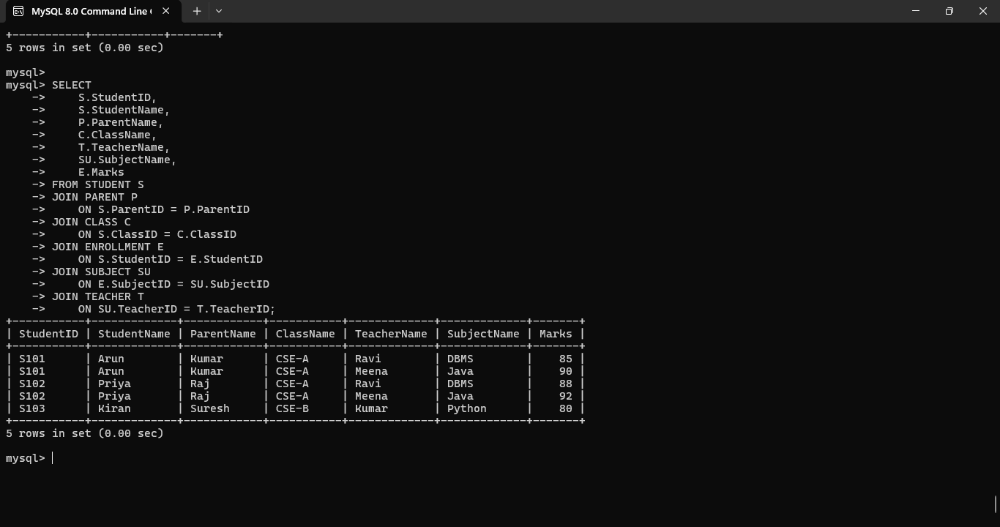 MySQL 8.0 Command Line
+-----------+-----------+-------+
5 rows in set (0.00 sec)
mysql>
mysql> SELECT
    ->     S.StudentID,
    ->     S.StudentName,
    ->     P.ParentName,
    ->     C.ClassName,
    ->     T.TeacherName,
    ->     SU.SubjectName,
    ->     E.Marks
    -> FROM STUDENT S
    -> JOIN PARENT P
    ->     ON S.ParentID = P.ParentID
    -> JOIN CLASS C
    ->     ON S.ClassID = C.ClassID
    -> JOIN ENROLLMENT E
    ->     ON S.StudentID = E.StudentID
    -> JOIN SUBJECT SU
    ->     ON E.SubjectID = SU.SubjectID
    -> JOIN TEACHER T
    ->     ON SU.TeacherID = T.TeacherID;
+-----------+-------------+------------+-----------+-------------+-------------+-------+
| StudentID | StudentName | ParentName | ClassName | TeacherName | SubjectName | Marks |
+-----------+-------------+------------+-----------+-------------+-------------+-------+
| S101      | Arun        | Kumar      | CSE-A     | Ravi        | DBMS        |    85 |
| S101      | Arun        | Kumar      | CSE-A     | Meena       | Java        |    90 |
| S102      | Priya       | Raj        | CSE-A     | Ravi        | DBMS        |    88 |
| S102      | Priya       | Raj        | CSE-A     | Meena       | Java        |    92 |
| S103      | Kiran       | Suresh     | CSE-B     | Kumar       | Python      |    80 |
+-----------+-------------+------------+-----------+-------------+-------------+-------+
5 rows in set (0.00 sec)
mysql>